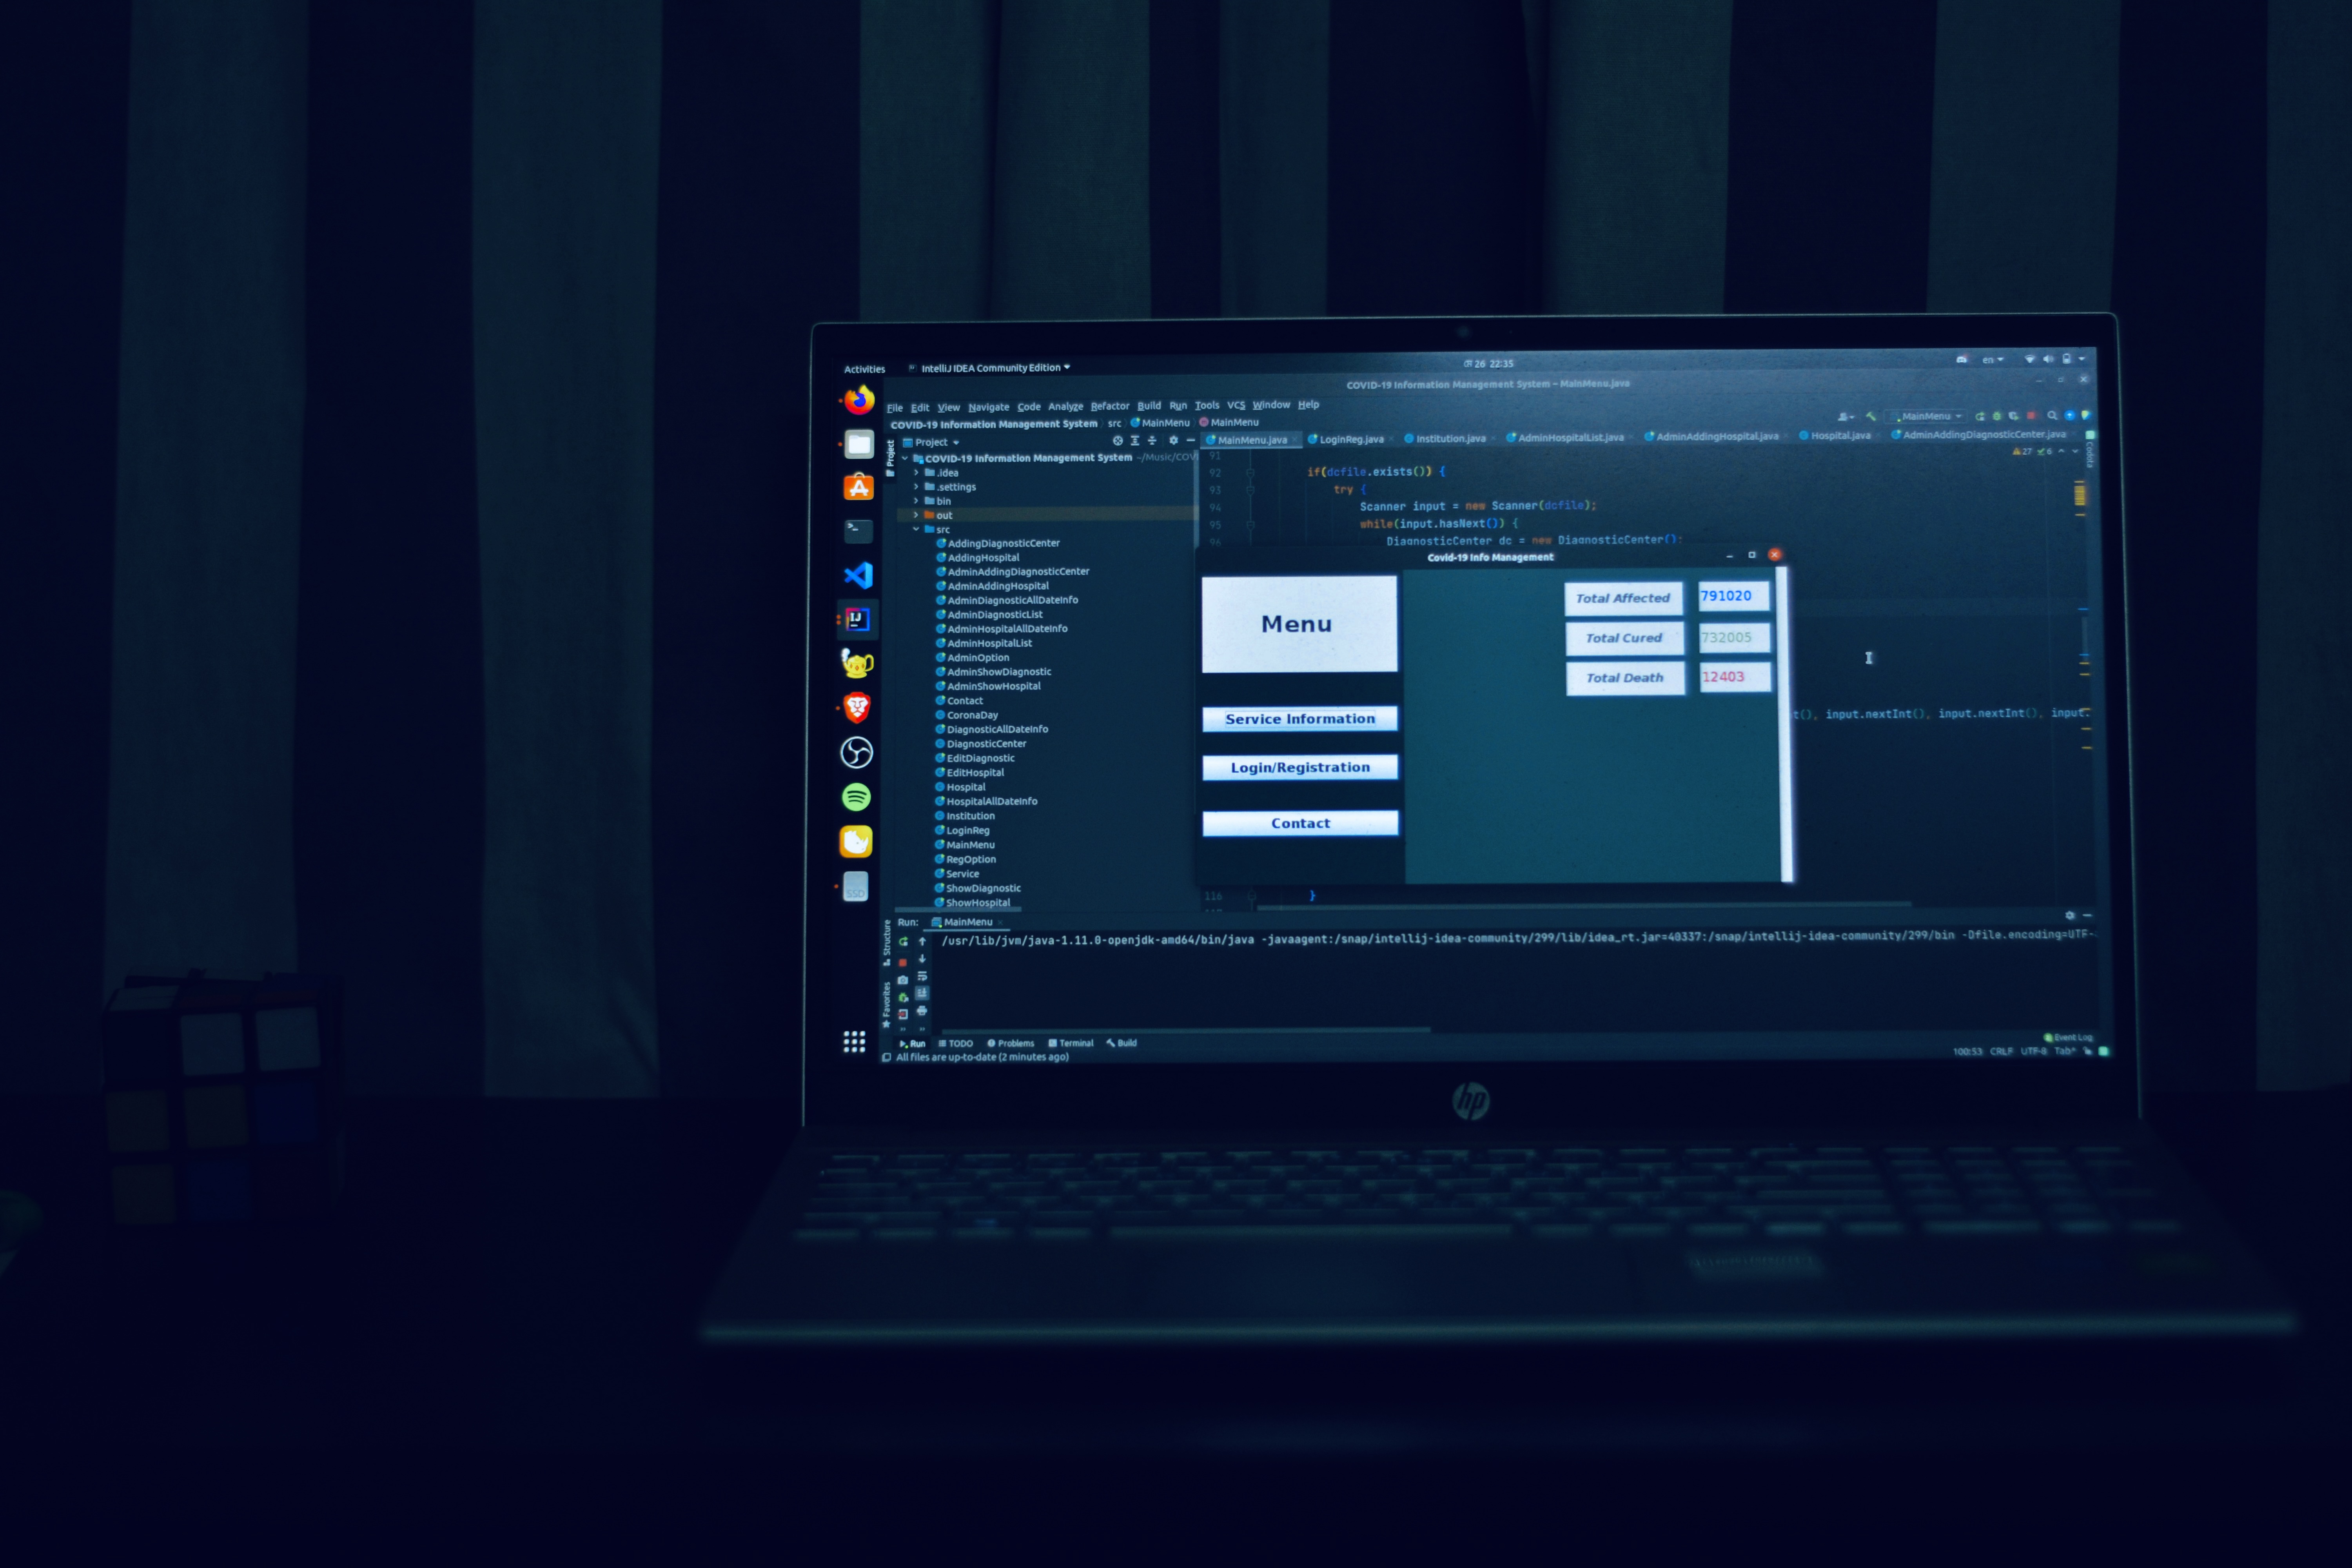 Activities
IntelliJ IDEA Community Edition
26 22:35
en
COVID-19 Information Management System – MainMenu.java
File Edit View Navigate Code Analyze Refactor Build Run Tools VCS Window Help
COVID-19 Information Management System src MainMenu MainMenu
MainMenu
Project
Project
MainMenu.java LoginReg.java Institution.java AdminHospitalList.java AdminAddingHospital.java Hospital.java AdminAddingDiagnosticCenter.java
COVID-19 Information Management System ~/Music/COV
.idea
.settings
bin
out
src
AddingDiagnosticCenter
AddingHospital
AdminAddingDiagnosticCenter
AdminAddingHospital
AdminDiagnosticAllDateInfo
AdminDiagnosticList
AdminHospitalAllDateInfo
AdminHospitalList
AdminOption
AdminShowDiagnostic
AdminShowHospital
Contact
CoronaDay
DiagnosticAllDateInfo
DiagnosticCenter
EditDiagnostic
EditHospital
Hospital
HospitalAllDateInfo
Institution
LoginReg
MainMenu
RegOption
Service
ShowDiagnostic
ShowHospital
27 6
Codota
91
92 if(dcfile.exists()) {
93 try {
94 Scanner input = new Scanner(dcfile);
95 while(input.hasNext()) {
96 DiagnosticCenter dc = new DiagnosticCenter();
t(), input.nextInt(), input.nextInt(), input.
116 }
Covid-19 Info Management
Menu
Service Information
Login/Registration
Contact
Total Affected 791020
Total Cured 732005
Total Death 12403
SSD
Structure
Favorites
Run: MainMenu
/usr/lib/jvm/java-1.11.0-openjdk-amd64/bin/java -javaagent:/snap/intellij-idea-community/299/lib/idea_rt.jar=40337:/snap/intellij-idea-community/299/bin -Dfile.encoding=UTF-
Run TODO Problems Terminal Build
Event Log
All files are up-to-date (2 minutes ago)
100:53 CRLF UTF-8 Tab*
hp